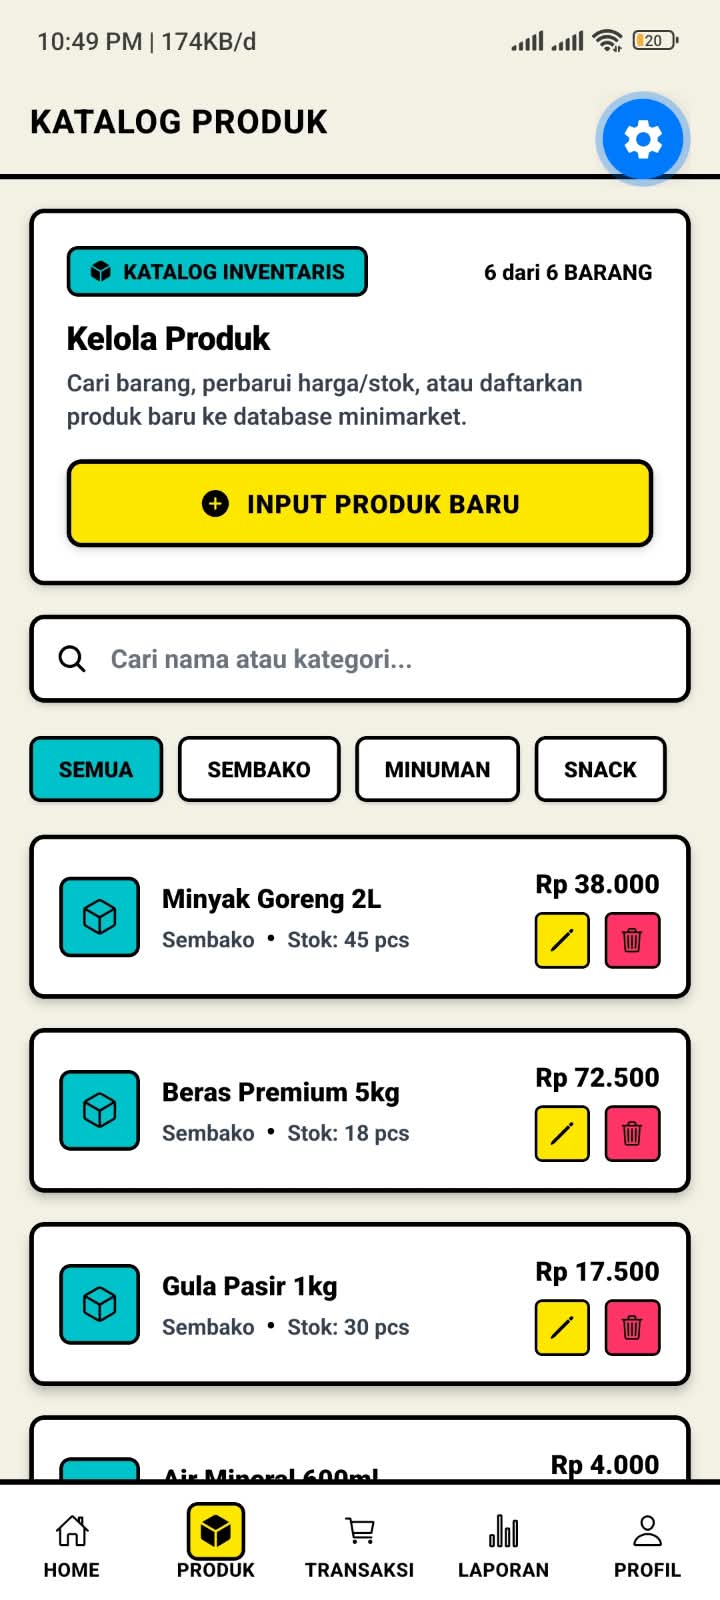 10:49 PM | 174KB/d
20
KATALOG PRODUK
KATALOG INVENTARIS
6 dari 6 BARANG
Kelola Produk
Cari barang, perbarui harga/stok, atau daftarkan
produk baru ke database minimarket.
INPUT PRODUK BARU
Cari nama atau kategori...
SEMUA
SEMBAKO
MINUMAN
SNACK
Minyak Goreng 2L
Sembako • Stok: 45 pcs
Rp 38.000
Beras Premium 5kg
Sembako • Stok: 18 pcs
Rp 72.500
Gula Pasir 1kg
Sembako • Stok: 30 pcs
Rp 17.500
Air Mineral 600ml
Rp 4.000
HOME
PRODUK
TRANSAKSI
LAPORAN
PROFIL